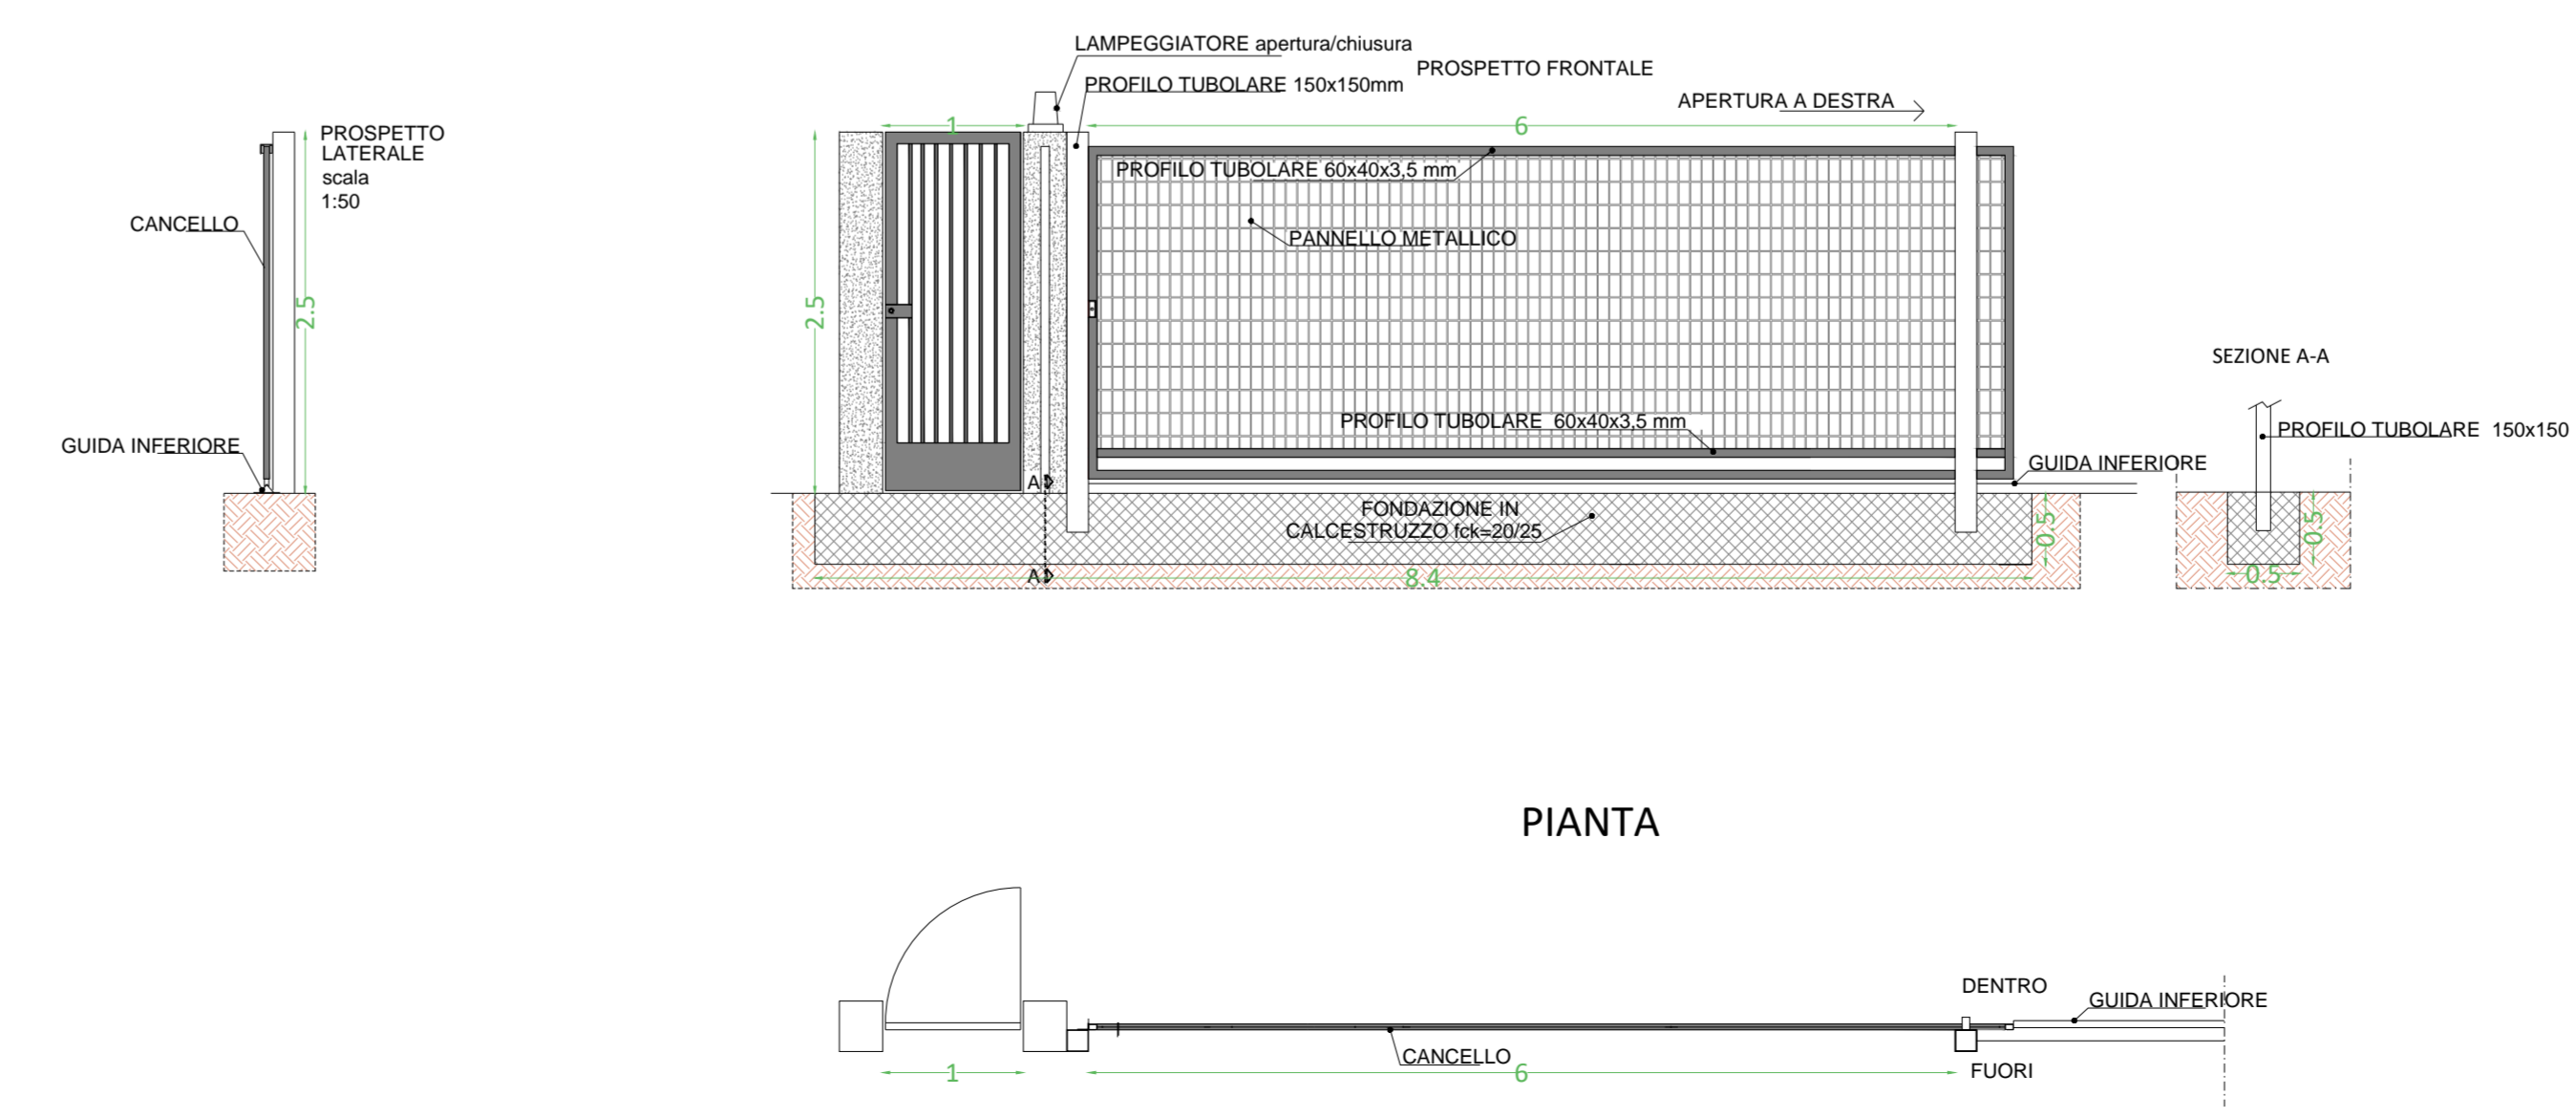 LAMPEGGIATORE apertura/chiusura
PROSPETTO FRONTALE
PROFILO TUBOLARE 150x150mm
APERTURA A DESTRA
1
6
PROSPETTO
LATERALE
scala
1:50
CANCELLO
2.5
GUIDA INFERIORE
2.5
PROFILO TUBOLARE 60x40x3,5 mm
PANNELLO METALLICO
PROFILO TUBOLARE 60x40x3,5 mm
GUIDA INFERIORE
A
FONDAZIONE IN
CALCESTRUZZO fck=20/25
0.5
A
8.4
SEZIONE A-A
PROFILO TUBOLARE 150x150
0.5
0.5
PIANTA
DENTRO
GUIDA INFERIORE
CANCELLO
1
6
FUORI